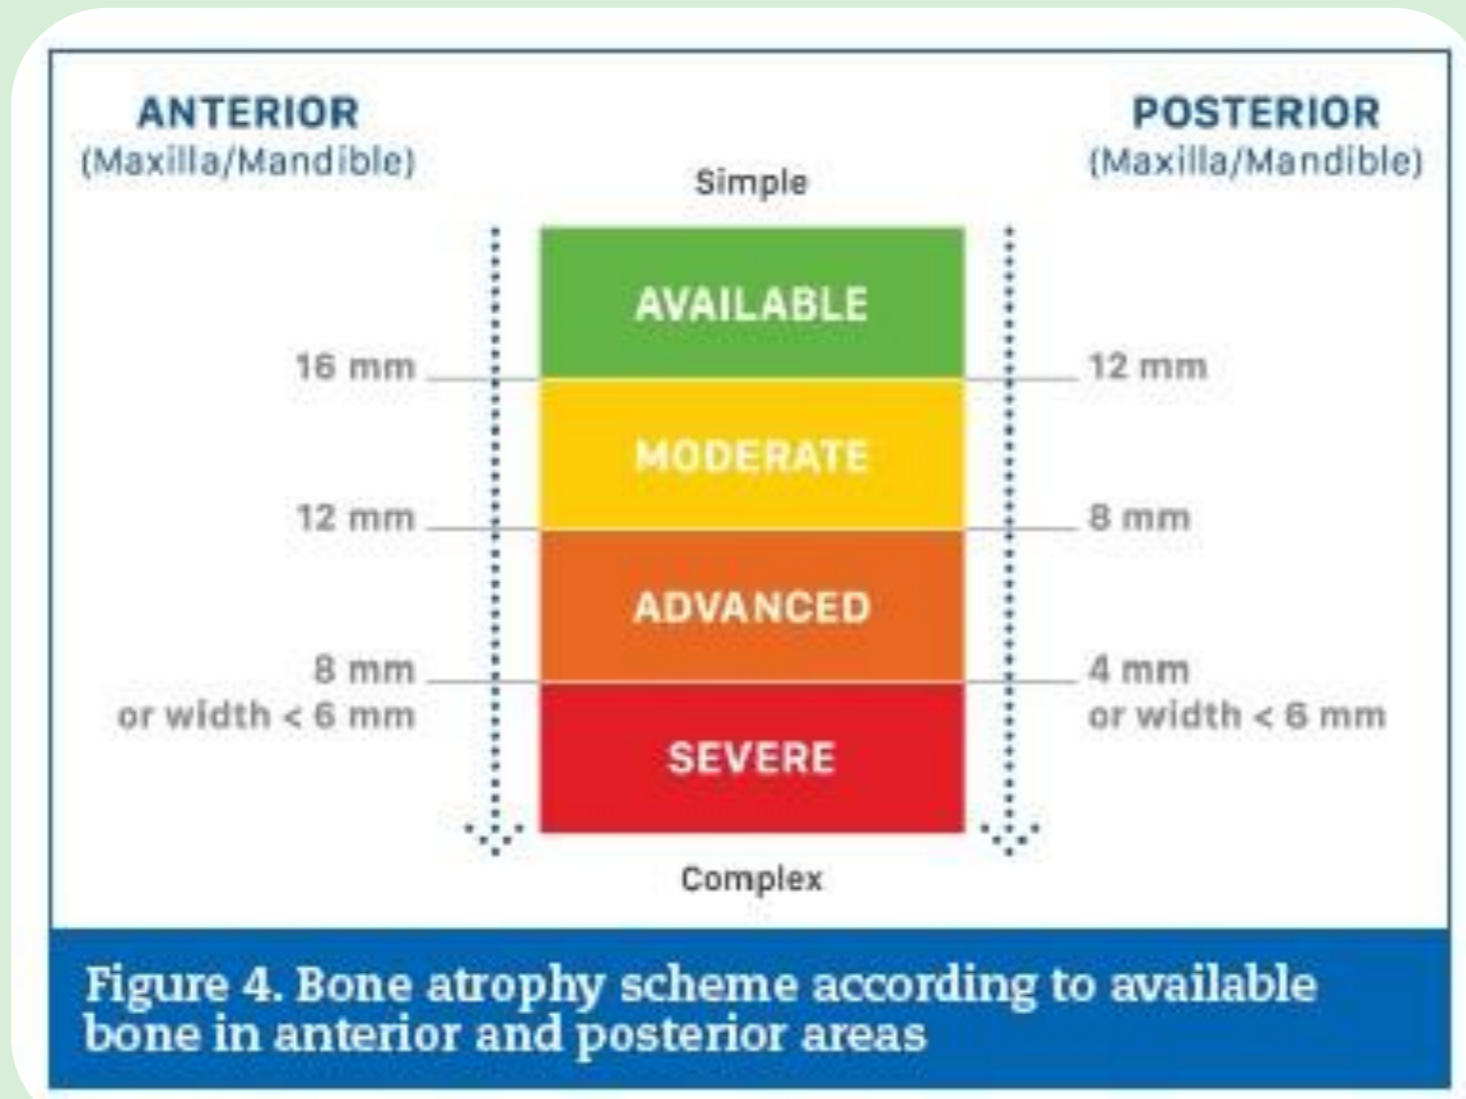 ANTERIOR
(Maxilla/Mandible)
POSTERIOR
(Maxilla/Mandible)
Simple
AVAILABLE
16 mm
12 mm
MODERATE
12 mm
8 mm
ADVANCED
8 mm
or width < 6 mm
4 mm
or width < 6 mm
SEVERE
Complex
Figure 4. Bone atrophy scheme according to available
bone in anterior and posterior areas